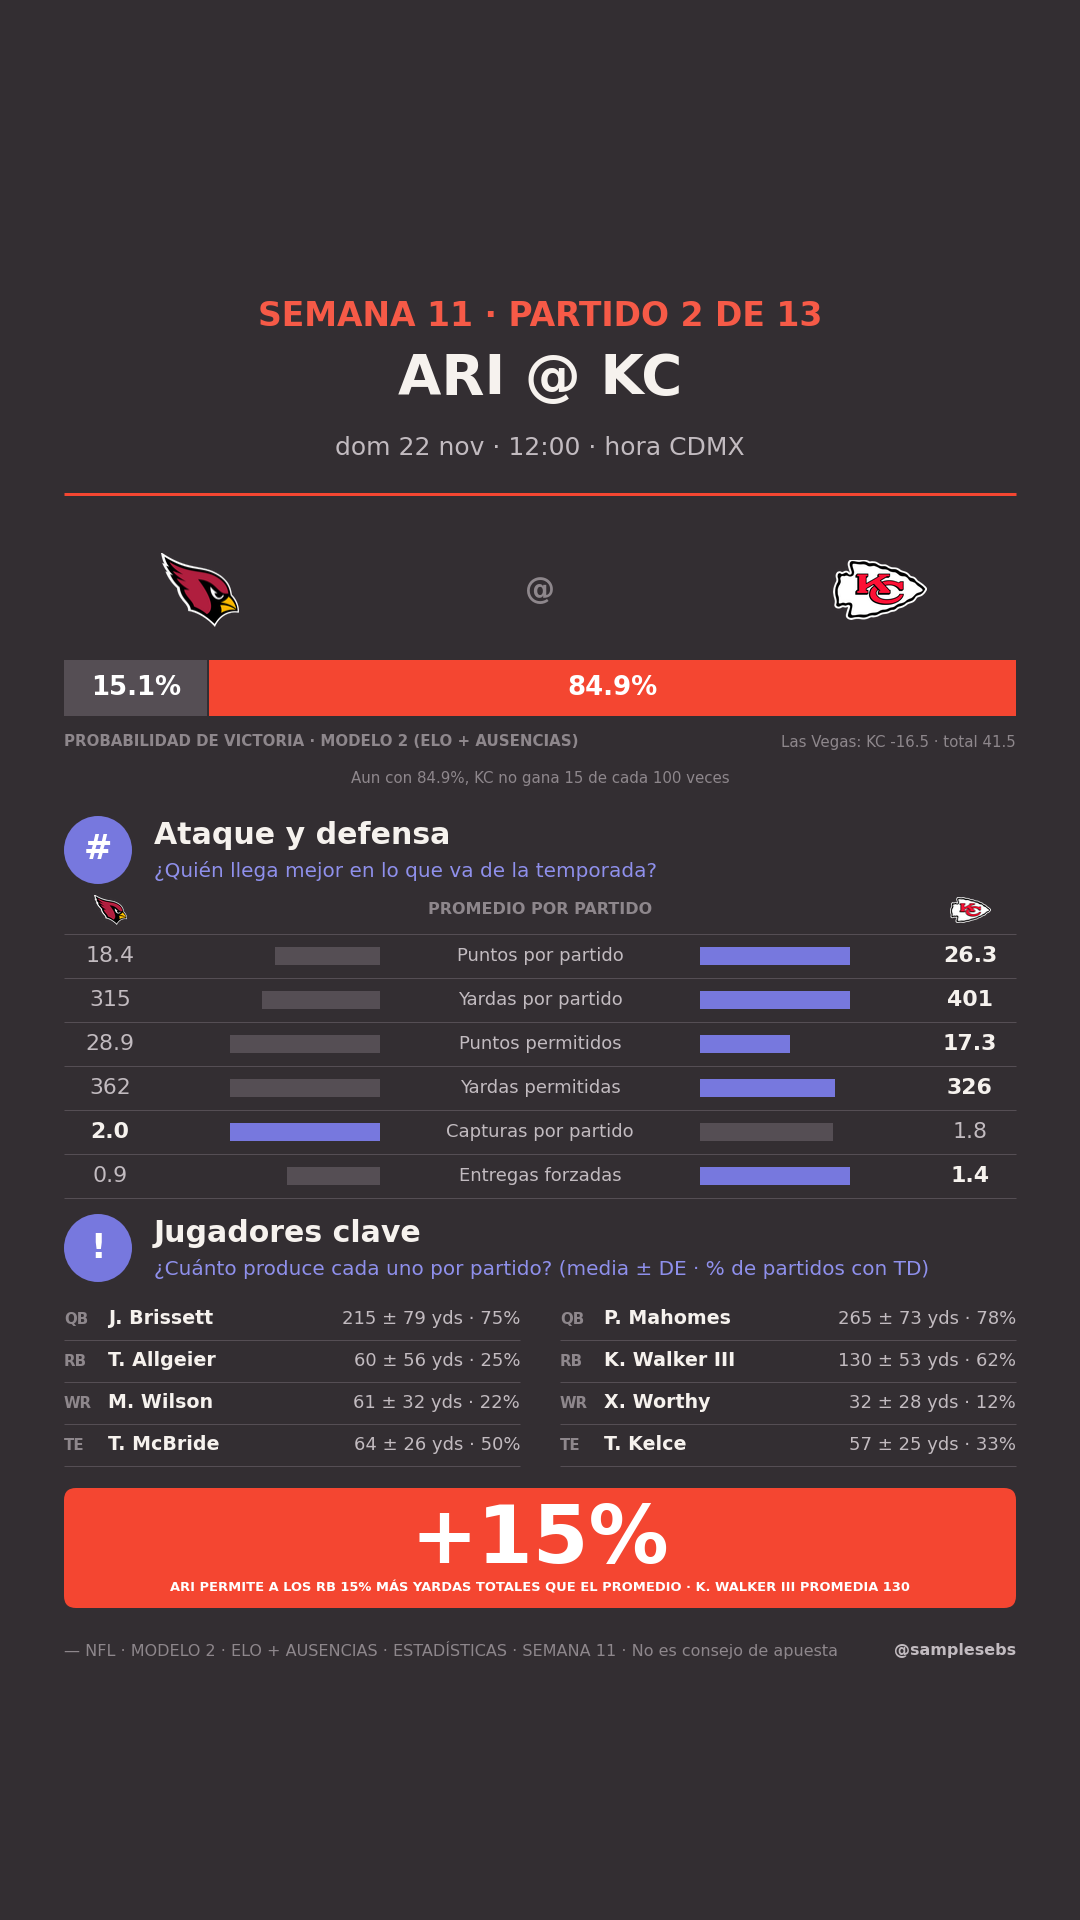 SEMANA 11 · PARTIDO 2 DE 13
ARI @ KC
dom 22 nov · 12:00 · hora CDMX
@
KC
15.1% 84.9%
PROBABILIDAD DE VICTORIA · MODELO 2 (ELO + AUSENCIAS) Las Vegas: KC -16.5 · total 41.5
Aun con 84.9%, KC no gana 15 de cada 100 veces
# Ataque y defensa
¿Quién llega mejor en lo que va de la temporada?
PROMEDIO POR PARTIDO KC
18.4 Puntos por partido 26.3
315 Yardas por partido 401
28.9 Puntos permitidos 17.3
362 Yardas permitidas 326
2.0 Capturas por partido 1.8
0.9 Entregas forzadas 1.4
! Jugadores clave
¿Cuánto produce cada uno por partido? (media ± DE · % de partidos con TD)
QB J. Brissett 215 ± 79 yds · 75% QB P. Mahomes 265 ± 73 yds · 78%
RB T. Allgeier 60 ± 56 yds · 25% RB K. Walker III 130 ± 53 yds · 62%
WR M. Wilson 61 ± 32 yds · 22% WR X. Worthy 32 ± 28 yds · 12%
TE T. McBride 64 ± 26 yds · 50% TE T. Kelce 57 ± 25 yds · 33%
+15%
ARI PERMITE A LOS RB 15% MÁS YARDAS TOTALES QUE EL PROMEDIO · K. WALKER III PROMEDIA 130
— NFL · MODELO 2 · ELO + AUSENCIAS · ESTADÍSTICAS · SEMANA 11 · No es consejo de apuesta @samplesebs